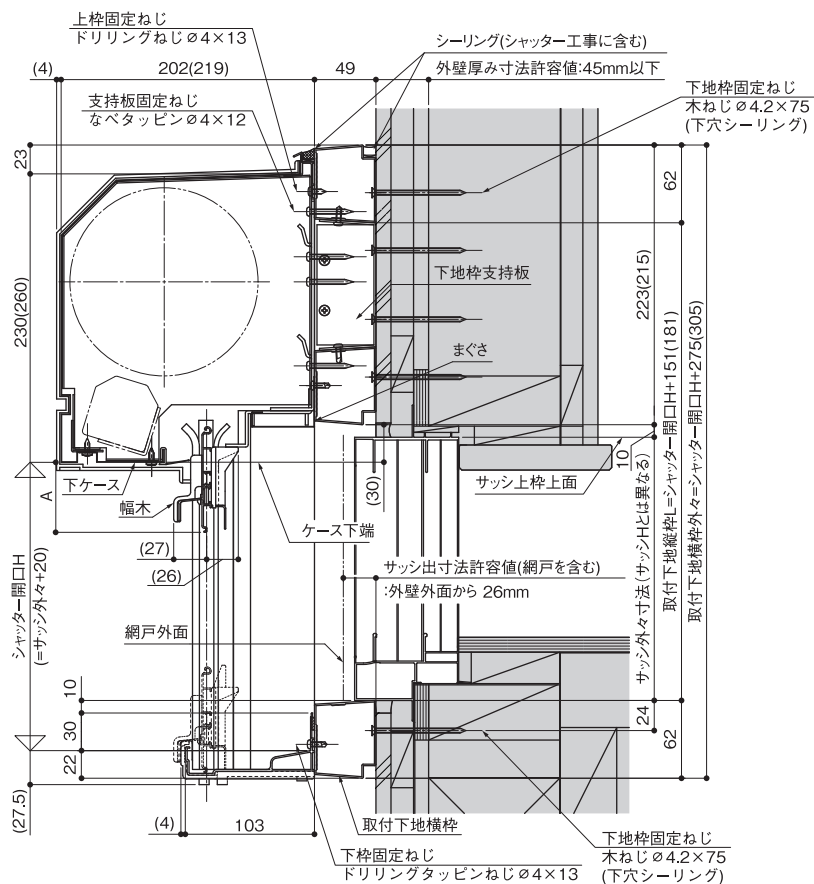 上枠固定ねじ
ドリリングねじø4×13
シーリング(シャッター工事に含む)
(4)
202(219)
49
外壁厚み寸法許容値:45mm以下
下地枠固定ねじ
木ねじø4.2×75
(下穴シーリング)
支持板固定ねじ
なべタッピンø4×12
23
62
230(260)
下地枠支持板
223(215)
まぐさ
取付下地縦枠L=シャッター開口H+151(181)
取付下地横枠外々=シャッター開口H+275(305)
10
サッシ上枠上面
下ケース
A
幅木
(30)
ケース下端
(27)
(26)
サッシ出寸法許容値(網戸を含む)
:外壁外面から 26mm
サッシ外々寸法(サッシHとは異なる)
シャッター開口H
(=サッシ外々+20)
網戸外面
10
30
22
24
62
(27.5)
(4)
103
取付下地横枠
下枠固定ねじ
ドリリングタッピンねじø4×13
下地枠固定ねじ
木ねじø4.2×75
(下穴シーリング)